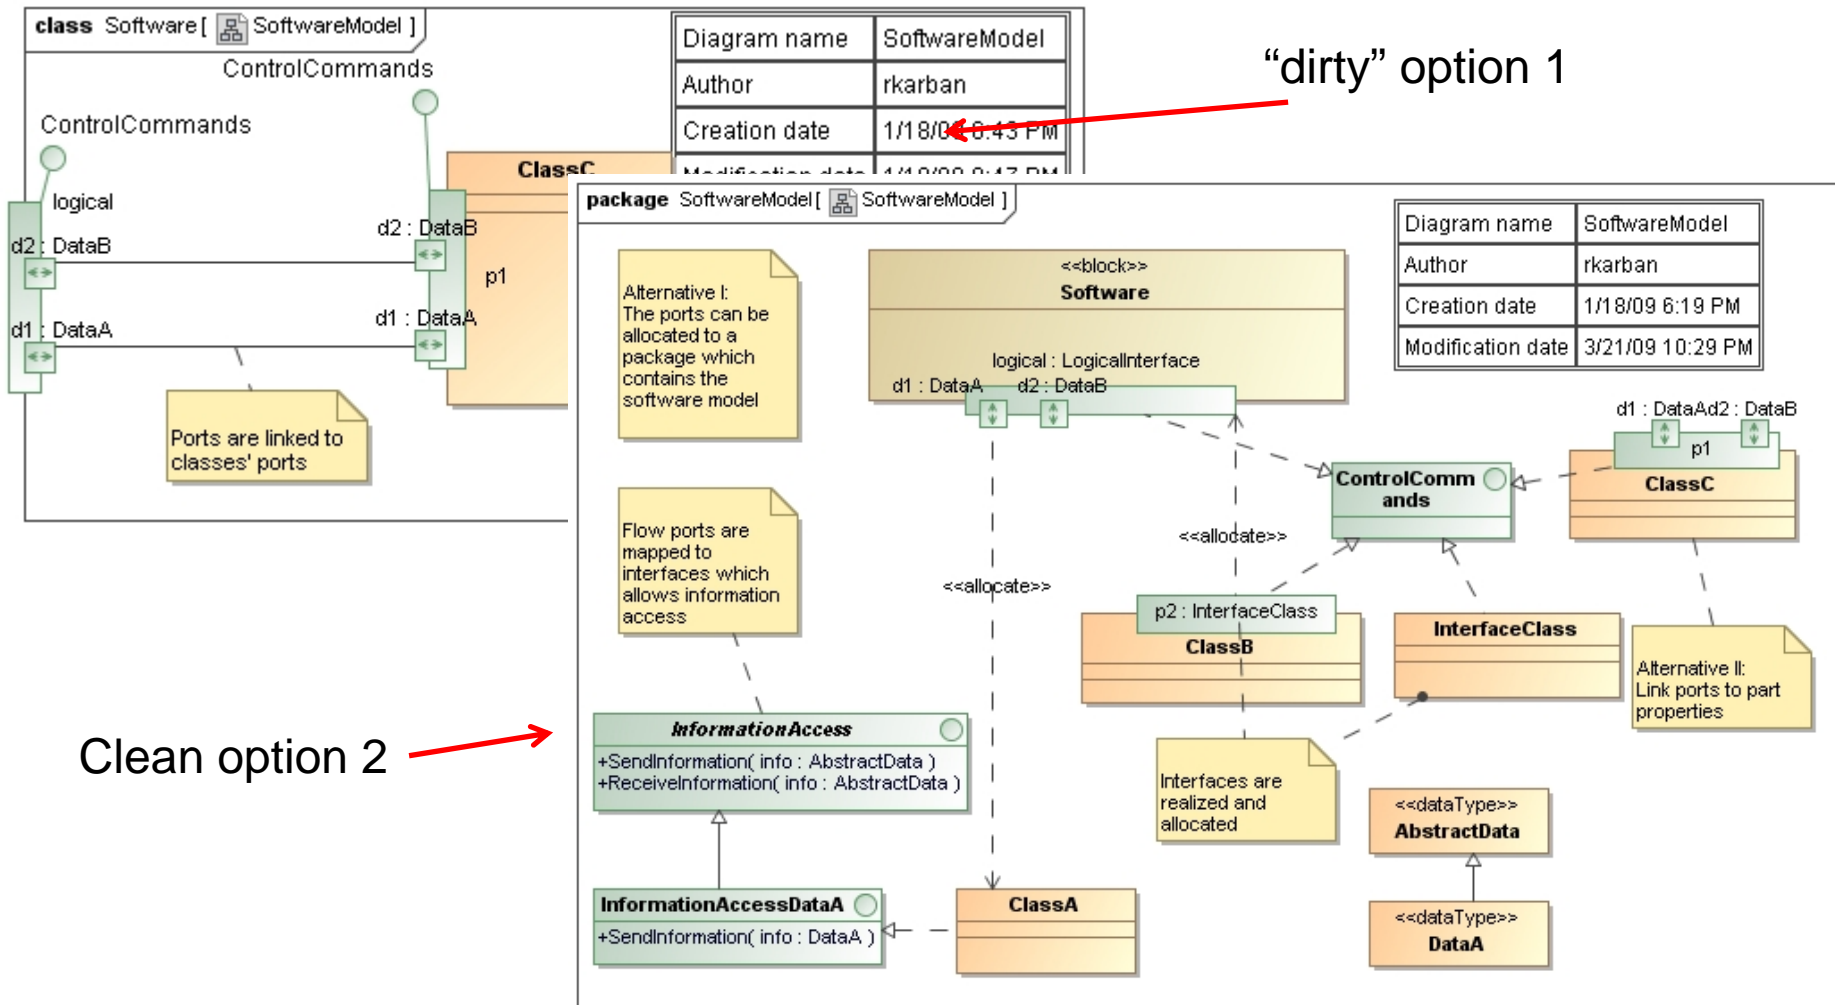 class Software [ SoftwareModel ]
ControlCommands
ControlCommands
logical
d2 : DataB
d1 : DataA
d2 : DataB
d1 : DataA
ClassC
p1
Ports are linked to
classes' ports
Diagram name SoftwareModel
Author rkarban
Creation date
“dirty” option 1
package SoftwareModel [ SoftwareModel ]
Diagram name SoftwareModel
Author rkarban
Creation date 1/18/09 6:19 PM
Modification date 3/21/09 10:29 PM
Alternative I:
The ports can be
allocated to a
package which
contains the
software model
<<block>>
Software
logical : LogicalInterface
d1 : DataA d2 : DataB
d1 : DataAd2 : DataB
p1
ClassC
ControlComm
ands
Flow ports are
mapped to
interfaces which
allows information
access
<<allocate>>
<<allocate>>
p2 : InterfaceClass
ClassB
InterfaceClass
Alternative II:
Link ports to part
properties
Clean option 2
InformationAccess
+SendInformation( info : AbstractData )
+ReceiveInformation( info : AbstractData )
Interfaces are
realized and
allocated
<<dataType>>
AbstractData
InformationAccessDataA
+SendInformation( info : DataA )
ClassA
<<dataType>>
DataA